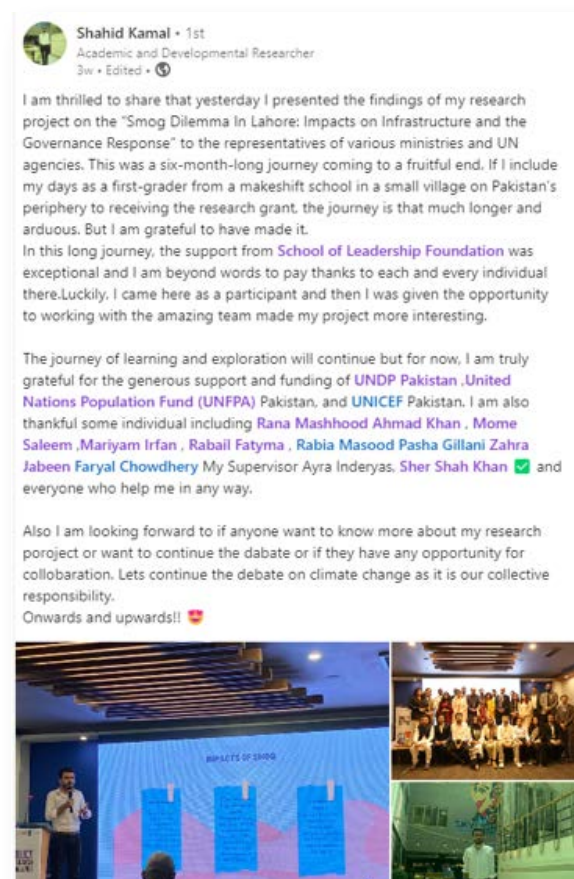 Shahid Kamal • 1st
Academic and Developmental Researcher
3w • Edited •
I am thrilled to share that yesterday I presented the findings of my research
project on the "Smog Dilemma In Lahore: Impacts on Infrastructure and the
Governance Response" to the representatives of various ministries and UN
agencies. This was a six-month-long journey coming to a fruitful end. If I include
my days as a first-grader from a makeshift school in a small village on Pakistan's
periphery to receiving the research grant, the journey is that much longer and
arduous. But I am grateful to have made it.
In this long journey, the support from School of Leadership Foundation was
exceptional and I am beyond words to pay thanks to each and every individual
there.Luckily, I came here as a participant and then I was given the opportunity
to working with the amazing team made my project more interesting.
The journey of learning and exploration will continue but for now, I am truly
grateful for the generous support and funding of UNDP Pakistan ,United
Nations Population Fund (UNFPA) Pakistan, and UNICEF Pakistan. I am also
thankful some individual including Rana Mashhood Ahmad Khan , Mome
Saleem ,Mariyam Irfan , Rabail Fatyma , Rabia Masood Pasha Gillani Zahra
Jabeen Faryal Chowdhery My Supervisor Ayra Inderyas, Sher Shah Khan ✅ and
everyone who help me in any way.
Also I am looking forward to if anyone want to know more about my research
poroject or want to continue the dabate or if they have any opportunity for
collobaration. Lets continue the debate on climate change as it is our collective
responsibility.
Onwards and upwards!! 😍
IMPACTS OF SMOG